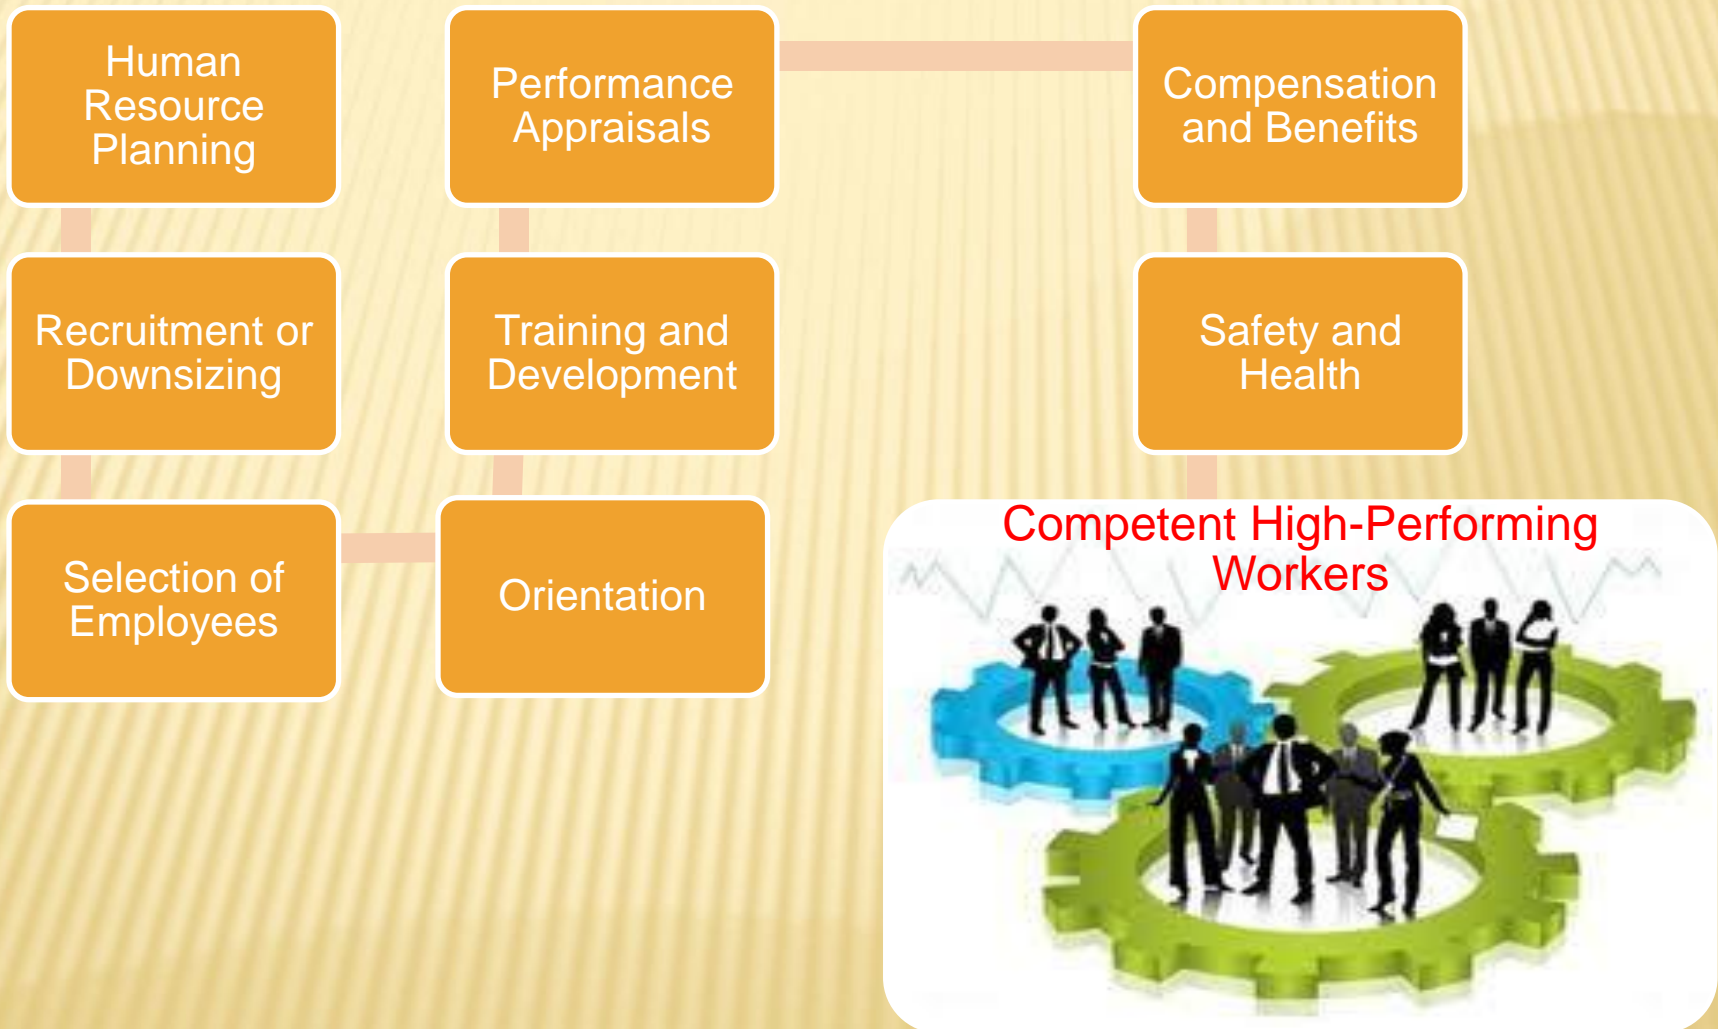 Human
Resource
Planning
Recruitment or
Downsizing
Selection of
Employees
Orientation
Training and
Development
Performance
Appraisals
Compensation
and Benefits
Safety and
Health
Competent High-Performing
Workers